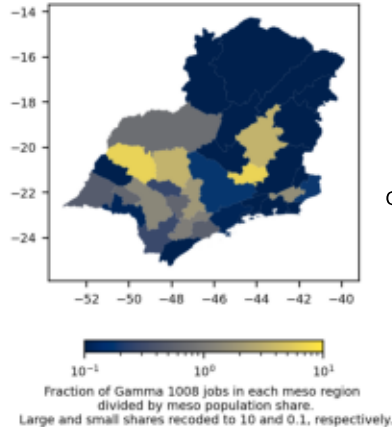 −14
−16
−18
−20
−22
−24
−52 −50 −48 −46 −44 −42 −40
10⁻¹ 10⁰ 10¹
Fraction of Gamma 1008 jobs in each meso region
divided by meso population share.
Large and small shares recoded to 10 and 0.1, respectively